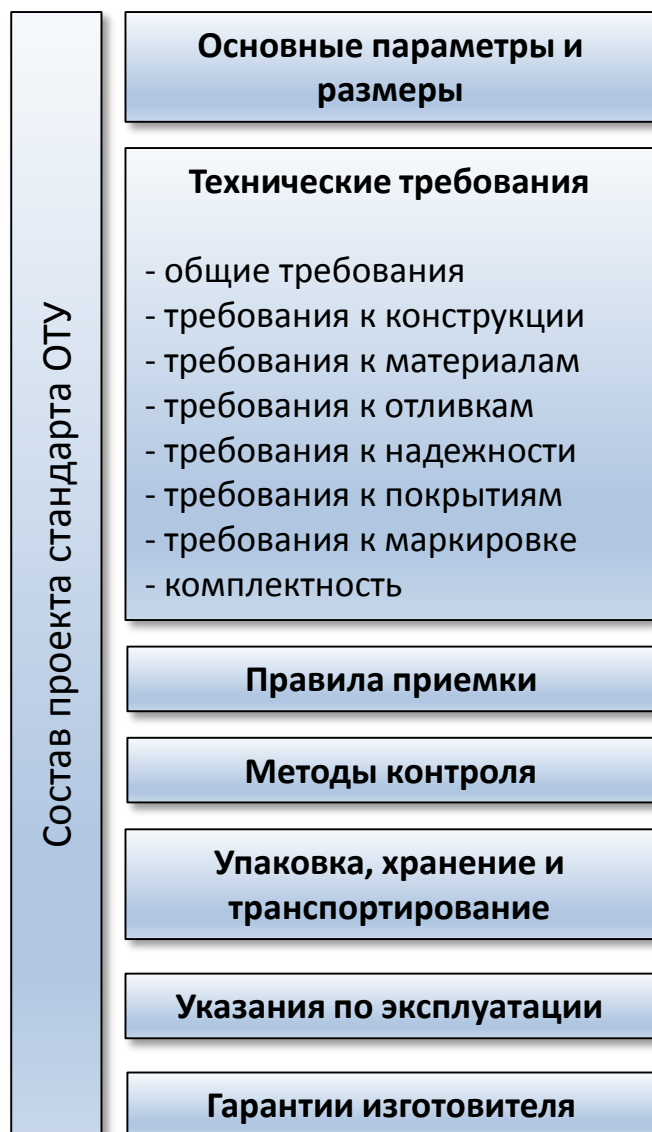 Состав проекта стандарта ОТУ
Основные параметры и
размеры
Технические требования
- общие требования
- требования к конструкции
- требования к материалам
- требования к отливкам
- требования к надежности
- требования к покрытиям
- требования к маркировке
- комплектность
Правила приемки
Методы контроля
Упаковка, хранение и
транспортирование
Указания по эксплуатации
Гарантии изготовителя